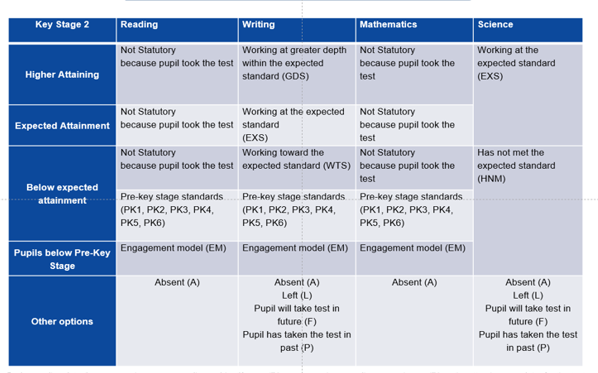 Key Stage 2
Reading
Writing
Mathematics
Science
Higher Attaining
Not Statutory
because pupil took the test
Working at greater depth
within the expected
standard (GDS)
Not Statutory
because pupil took the
test
Working at the
expected standard
(EXS)
Expected Attainment
Not Statutory
because pupil took the test
Working at the expected
standard
(EXS)
Not Statutory
because pupil took the
test
Below expected
attainment
Not Statutory
because pupil took the test
Working toward the
expected standard (WTS)
Not Statutory
because pupil took the
test
Has not met the
expected standard
(HNM)
Pre-key stage standards
(PK1, PK2, PK3, PK4,
PK5, PK6)
Pre-key stage standards
(PK1, PK2, PK3, PK4,
PK5, PK6)
Pre-key stage standards
(PK1, PK2, PK3, PK4,
PK5, PK6)
Pupils below Pre-Key
Stage
Engagement model (EM)
Engagement model (EM)
Engagement model (EM)
Other options
Absent (A)
Absent (A)
Left (L)
Pupil will take test in
future (F)
Pupil has taken the test in
past (P)
Absent (A)
Absent (A)
Left (L)
Pupil will take test in
future (F)
Pupil has taken the test
in past (P)